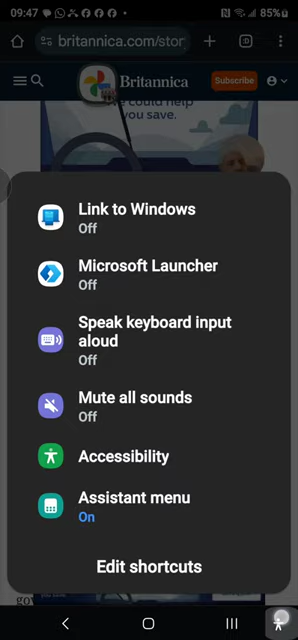 09:47
85%
britannica.com/stor
:D
Britannica
Subscribe
could help
you save.
Link to Windows
Off
Microsoft Launcher
Off
Speak keyboard input
aloud
Off
Mute all sounds
Off
Accessibility
Assistant menu
On
Edit shortcuts